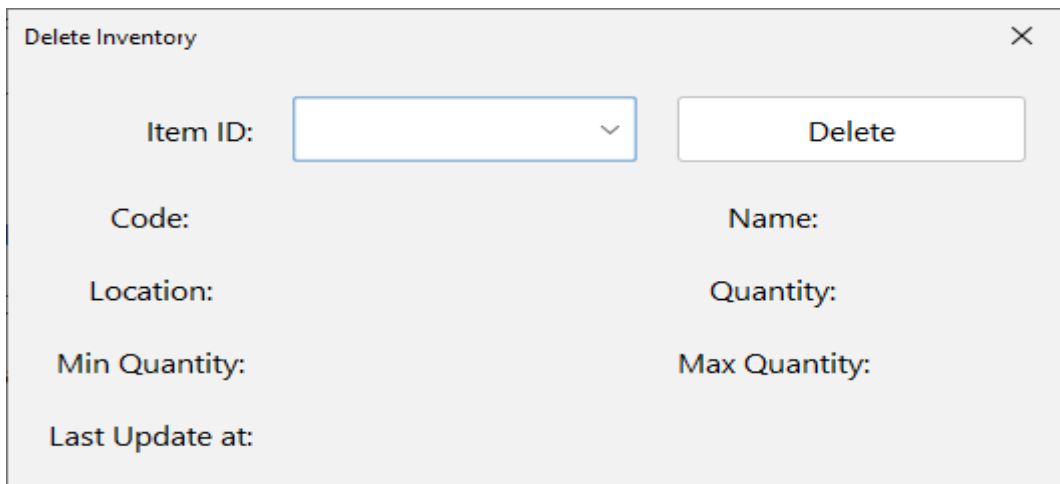 Delete Inventory
Item ID: Delete
Code: Name:
Location: Quantity:
Min Quantity: Max Quantity:
Last Update at: